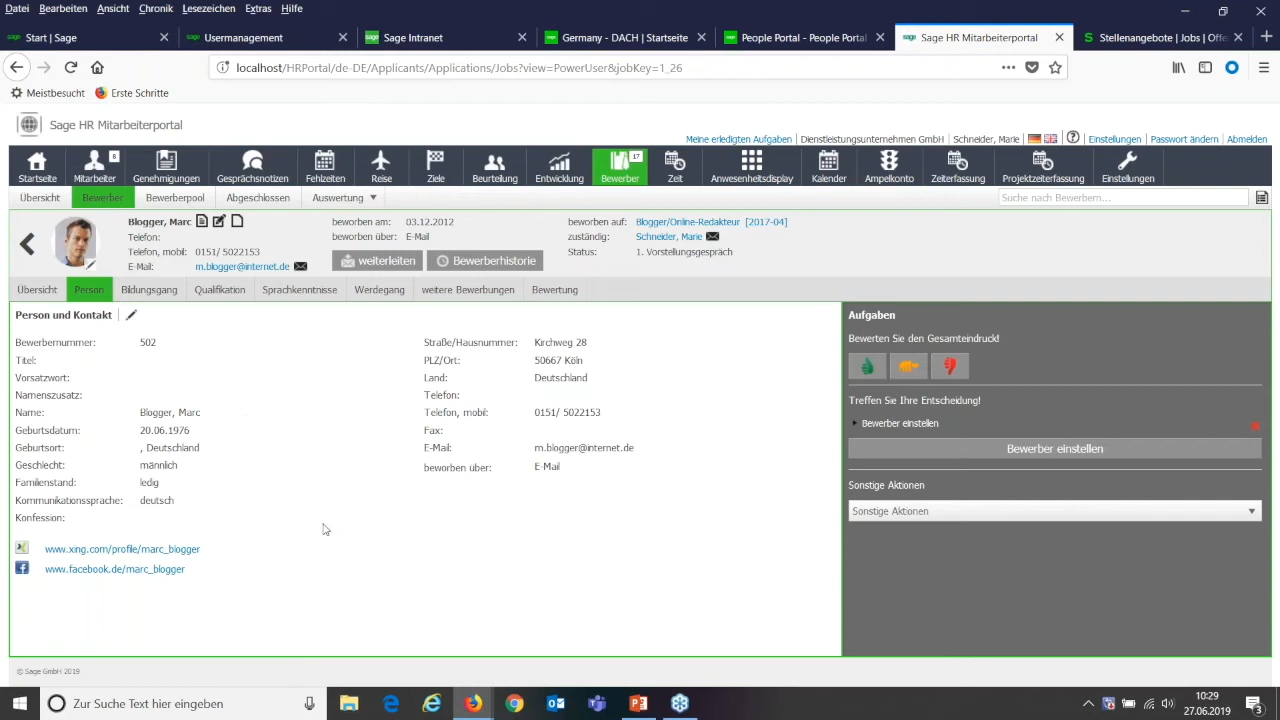 Datei Bearbeiten Ansicht Chronik Lesezeichen Extras Hilfe
sage Start | Sage
sage Usermanagement
sage Sage Intranet
sage Germany - DACH | Startseite
sage People Portal - People Portal
sage Sage HR Mitarbeiterportal
S Stellenangebote | Jobs | Offe
localhost/HRPortal/de-DE/Applicants/Applications/Jobs?view=PowerUser&jobKey=1_26
Meistbesucht Erste Schritte
Sage HR Mitarbeiterportal
Meine erledigten Aufgaben | Dienstleistungsunternehmen GmbH | Schneider, Marie ? | Einstellungen | Passwort ändern | Abmelden
8 17
Startseite Mitarbeiter Genehmigungen Gesprächsnotizen Fehlzeiten Reise Ziele Beurteilung Entwicklung Bewerber Zeit Anwesenheitsdisplay Kalender Ampelkonto Zeiterfassung Projektzeiterfassung Einstellungen
Übersicht Bewerber Bewerberpool Abgeschlossen Auswertung
Suche nach Bewerbern...
Blogger, Marc
Telefon:
Telefon, mobil: 0151/ 5022153
E-Mail: m.blogger@internet.de
beworben am: 03.12.2012
beworben über: E-Mail
weiterleiten Bewerberhistorie
beworben auf: Blogger/Online-Redakteur [2017-04]
zuständig: Schneider, Marie
Status: 1. Vorstellungsgespräch
Übersicht Person Bildungsgang Qualifikation Sprachkenntnisse Werdegang weitere Bewerbungen Bewertung
Person und Kontakt
Bewerbernummer: 502
Titel:
Vorsatzwort:
Namenszusatz:
Name: Blogger, Marc
Geburtsdatum: 20.06.1976
Geburtsort: , Deutschland
Geschlecht: männlich
Familienstand: ledig
Kommunikationssprache: deutsch
Konfession:
www.xing.com/profile/marc_blogger
www.facebook.de/marc_blogger
Straße/Hausnummer: Kirchweg 28
PLZ/Ort: 50667 Köln
Land: Deutschland
Telefon:
Telefon, mobil: 0151/ 5022153
Fax:
E-Mail: m.blogger@internet.de
beworben über: E-Mail
Aufgaben
Bewerten Sie den Gesamteindruck!
Treffen Sie Ihre Entscheidung!
Bewerber einstellen
Bewerber einstellen
Sonstige Aktionen
Sonstige Aktionen
© Sage GmbH 2019
Zur Suche Text hier eingeben
10:29
27.06.2019
3